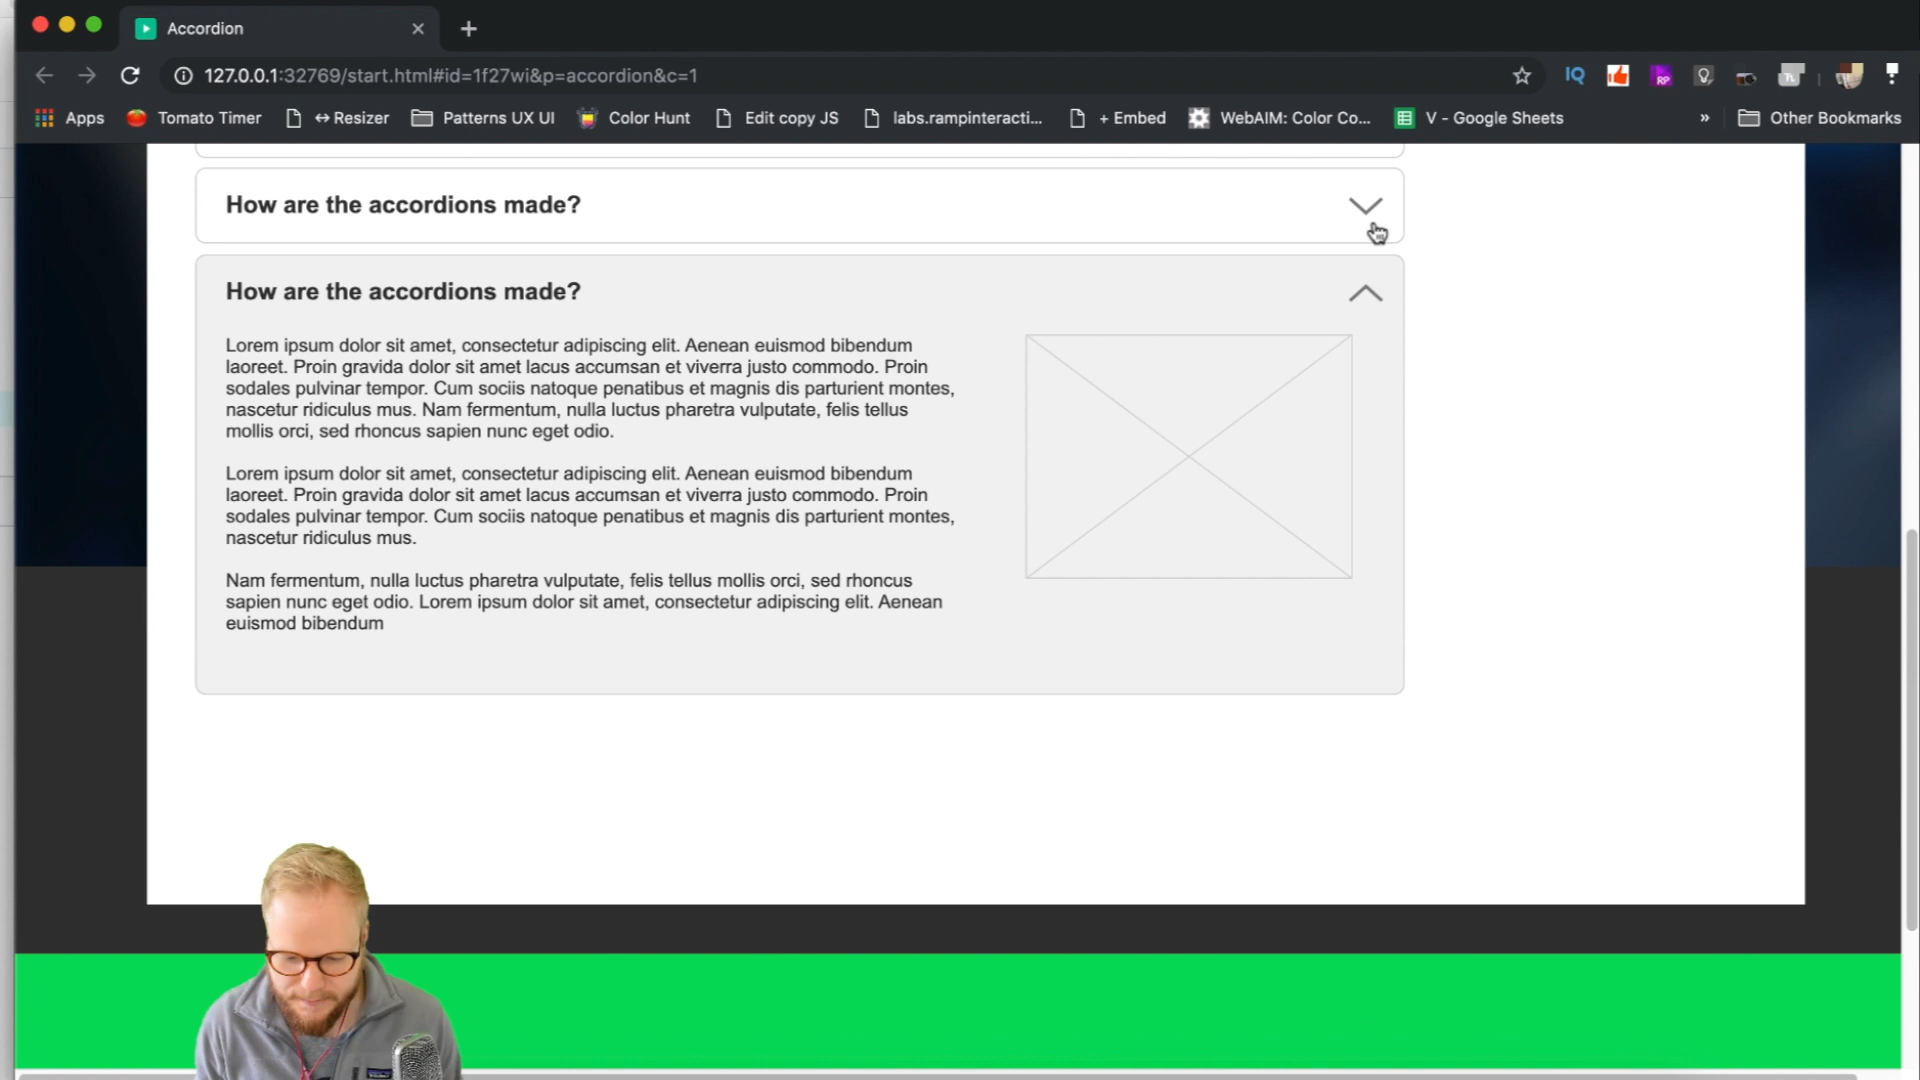 Accordion
127.0.0.1:32769/start.html#id=1f27wi&p=accordion&c=1
IQ
RP
Apps
Tomato Timer
↔Resizer
Patterns UX UI
Color Hunt
Edit copy JS
labs.rampinteracti...
+ Embed
WebAIM: Color Co...
V - Google Sheets
»
Other Bookmarks
How are the accordions made?
How are the accordions made?
Lorem ipsum dolor sit amet, consectetur adipiscing elit. Aenean euismod bibendum
laoreet. Proin gravida dolor sit amet lacus accumsan et viverra justo commodo. Proin
sodales pulvinar tempor. Cum sociis natoque penatibus et magnis dis parturient montes,
nascetur ridiculus mus. Nam fermentum, nulla luctus pharetra vulputate, felis tellus
mollis orci, sed rhoncus sapien nunc eget odio.
Lorem ipsum dolor sit amet, consectetur adipiscing elit. Aenean euismod bibendum
laoreet. Proin gravida dolor sit amet lacus accumsan et viverra justo commodo. Proin
sodales pulvinar tempor. Cum sociis natoque penatibus et magnis dis parturient montes,
nascetur ridiculus mus.
Nam fermentum, nulla luctus pharetra vulputate, felis tellus mollis orci, sed rhoncus
sapien nunc eget odio. Lorem ipsum dolor sit amet, consectetur adipiscing elit. Aenean
euismod bibendum